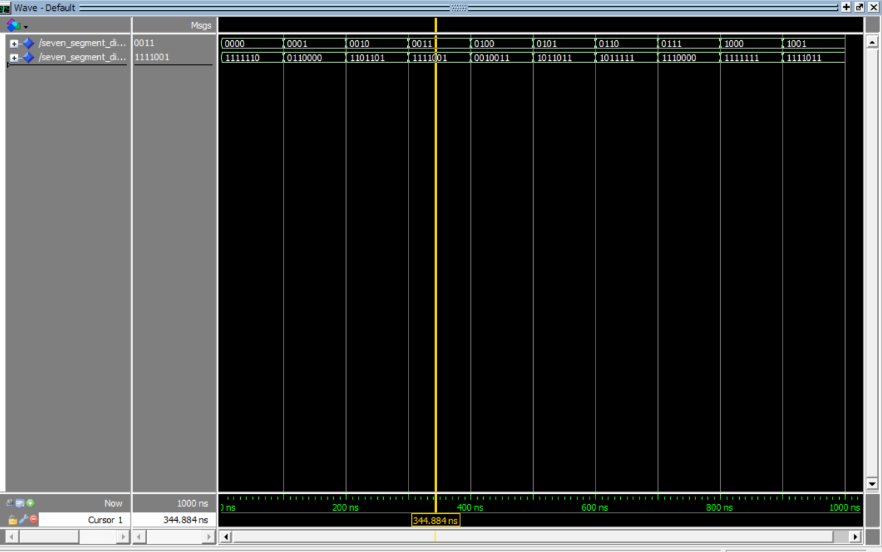 Wave - Default
Msgs
/seven_segment_di... 0011 0000 0001 0010 0011 0100 0101 0110 0111 1000 1001
/seven_segment_di... 1111001 1111110 0110000 1101101 1111001 0010011 1011011 1011111 1110000 1111111 1111011
Now 1000 ns ns 200 ns 400 ns 600 ns 800 ns 1000 ns
Cursor 1 344.884 ns 344.884 ns